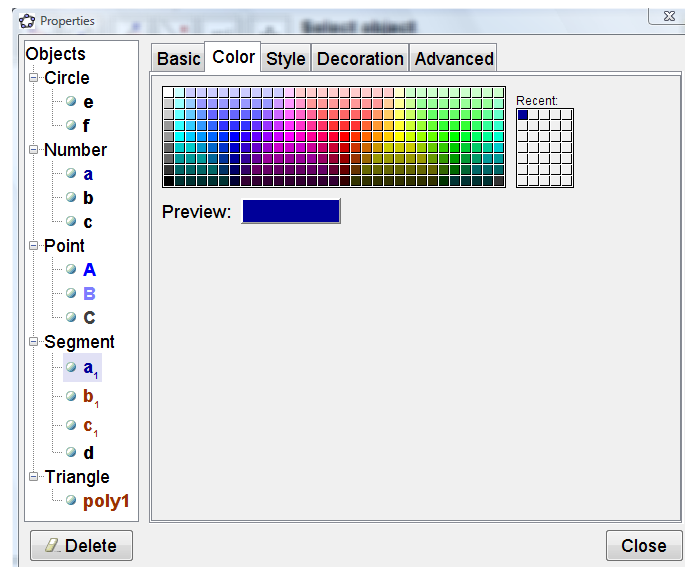 Properties
Select object
Objects
Circle
e
f
Number
a
b
c
Point
A
B
C
Segment
a1
b1
c1
d
Triangle
poly1
Basic Color Style Decoration Advanced
Recent:
Preview:
Delete
Close